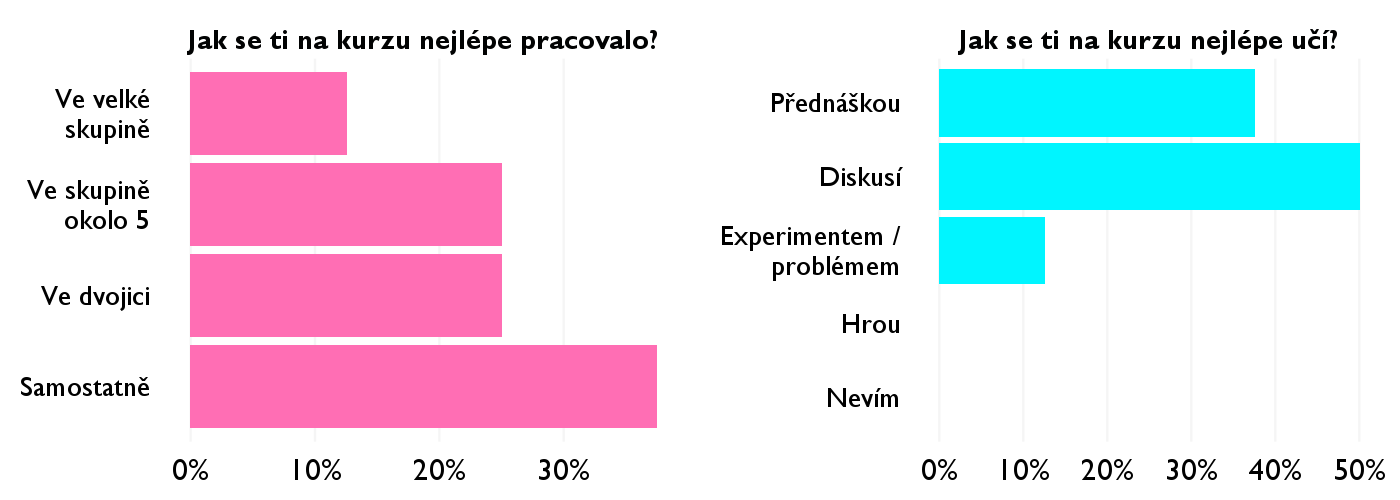 Jak se ti na kurzu nejlépe pracovalo?
Ve velké
skupině
Ve skupině
okolo 5
Ve dvojici
Samostatně
0% 10% 20% 30%
Jak se ti na kurzu nejlépe učí?
Přednáškou
Diskusí
Experimentem /
problémem
Hrou
Nevím
0% 10% 20% 30% 40% 50%